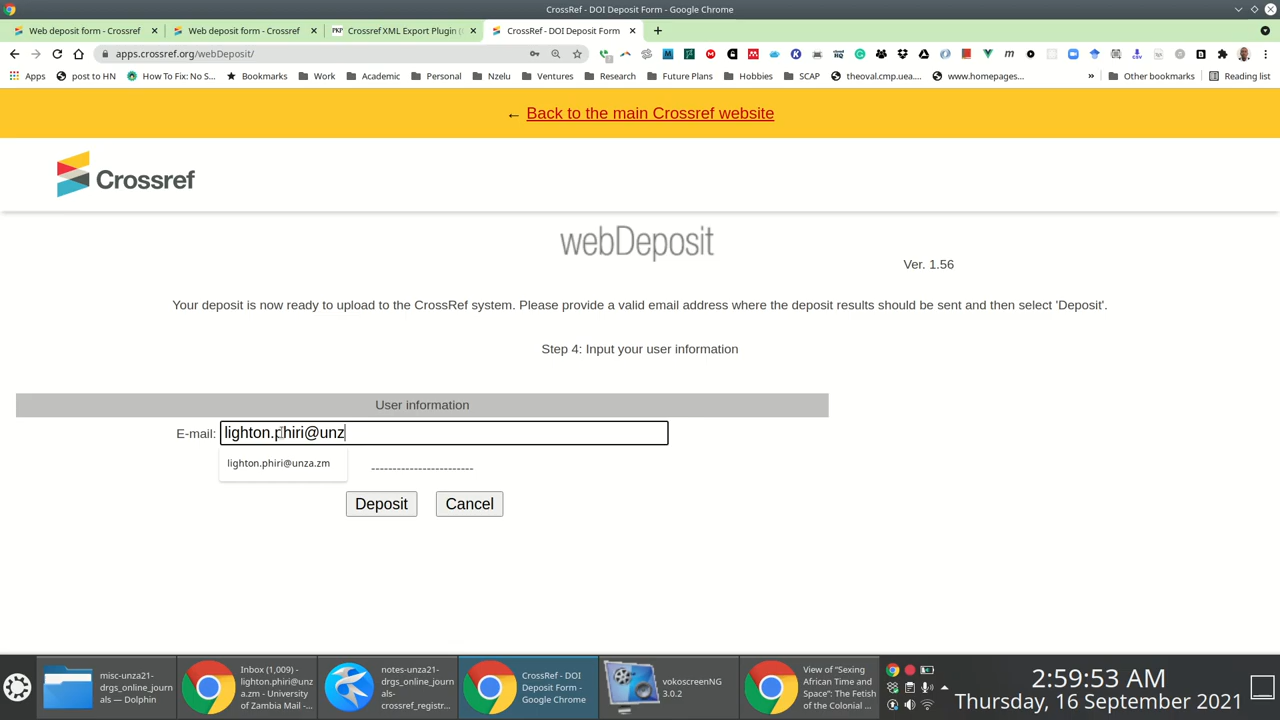 CrossRef - DOI Deposit Form - Google Chrome
Web deposit form - Crossref
Web deposit form - Crossref
PKP Crossref XML Export Plugin (
CrossRef - DOI Deposit Form
apps.crossref.org/webDeposit/
Apps
post to HN
How To Fix: No S...
Bookmarks
Work
Academic
Personal
Nzelu
Ventures
Research
Future Plans
Hobbies
SCAP
theoval.cmp.uea....
www.homepages...
»
Other bookmarks
Reading list
← Back to the main Crossref website
Crossref
webDeposit
Ver. 1.56
Your deposit is now ready to upload to the CrossRef system. Please provide a valid email address where the deposit results should be sent and then select 'Deposit'.
Step 4: Input your user information
User information
E-mail: lighton.phiri@unz
lighton.phiri@unza.zm
------------------------
Deposit
Cancel
misc-unza21-
drgs_online_journ
als — Dolphin
Inbox (1,009) -
lighton.phiri@unz
a.zm - University
of Zambia Mail -...
notes-unza21-
drgs_online_journ
als-
crossref_registr...
CrossRef - DOI
Deposit Form -
Google Chrome
vokoscreenNG
3.0.2
View of “Sexing
African Time and
Space”: The Fetish
of the Colonial ...
2:59:53 AM
Thursday, 16 September 2021